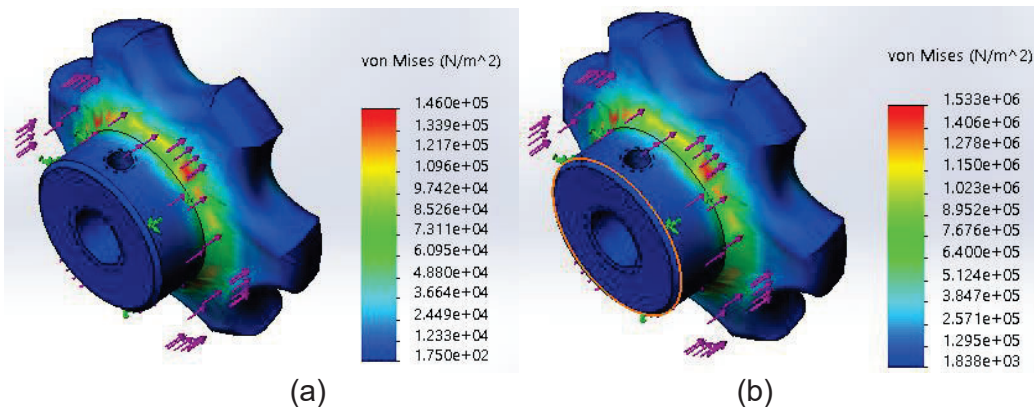 von Mises (N/m^2)
1.460e+05
1.339e+05
1.217e+05
1.096e+05
9.742e+04
8.526e+04
7.311e+04
6.095e+04
4.880e+04
3.664e+04
2.449e+04
1.233e+04
1.750e+02
(a)
von Mises (N/m^2)
1.533e+06
1.406e+06
1.278e+06
1.150e+06
1.023e+06
8.952e+05
7.676e+05
6.400e+05
5.124e+05
3.847e+05
2.571e+05
1.295e+05
1.838e+03
(b)